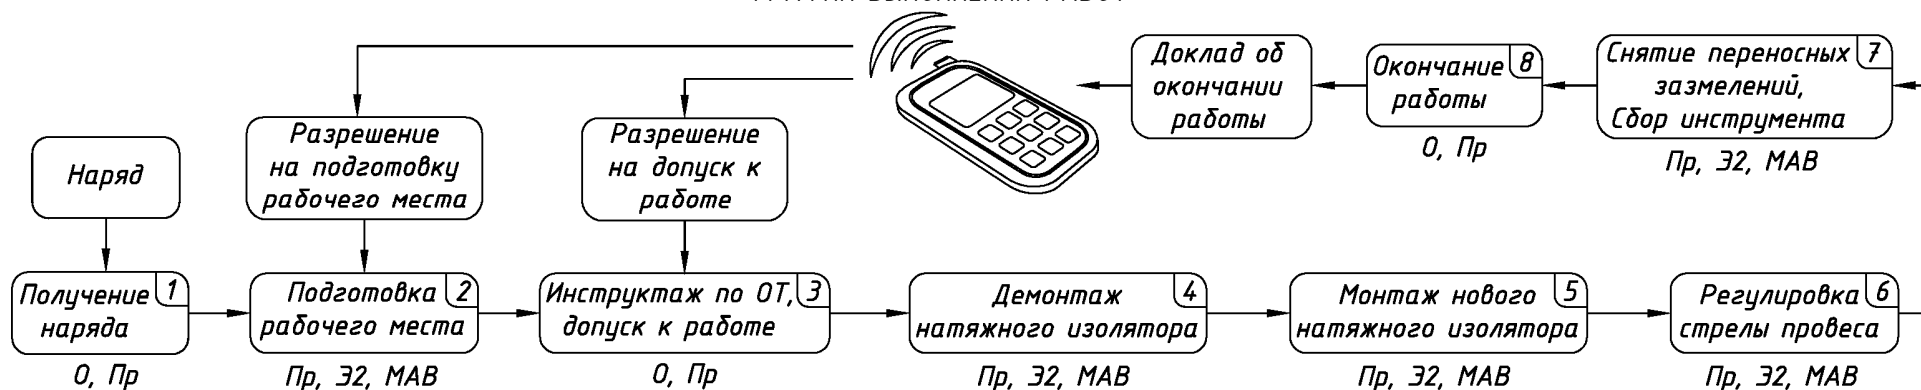 Наряд
Разрешение
на подготовку
рабочего места
Разрешение
на допуск к
работе
Доклад об
окончании
работы
Окончание 8
работы
О, Пр
Снятие переносных 7
зазмелений,
Сбор инструмента
Пр, Э2, МАВ
Получение 1
наряда
О, Пр
Подготовка 2
рабочего места
Пр, Э2, МАВ
Инструктаж по ОТ, 3
допуск к работе
О, Пр
Демонтаж 4
натяжного изолятора
Пр, Э2, МАВ
Монтаж нового 5
натяжного изолятора
Пр, Э2, МАВ
Регулировка 6
стрелы провеса
Пр, Э2, МАВ